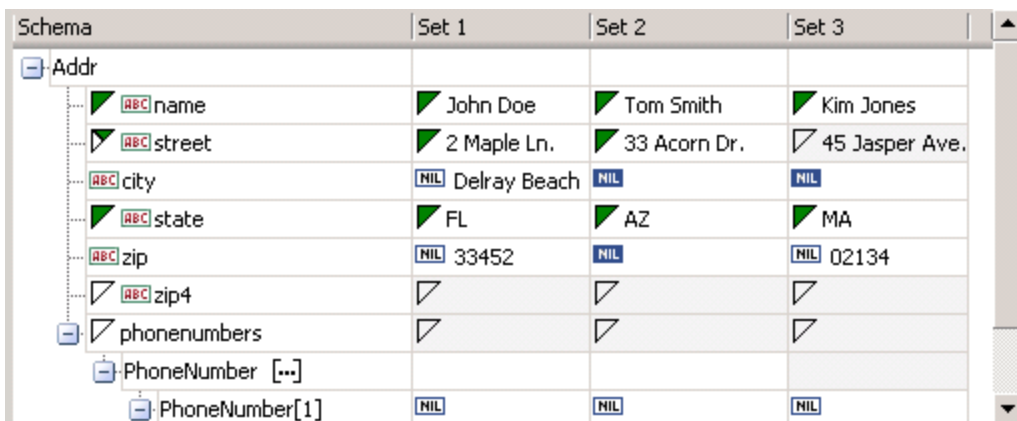 Schema Set 1 Set 2 Set 3
Addr
ABC name John Doe Tom Smith Kim Jones
ABC street 2 Maple Ln. 33 Acorn Dr. 45 Jasper Ave.
ABC city NIL Delray Beach NIL NIL
ABC state FL AZ MA
ABC zip NIL 33452 NIL NIL 02134
ABC zip4
phonenumbers
PhoneNumber [...]
PhoneNumber[1] NIL NIL NIL